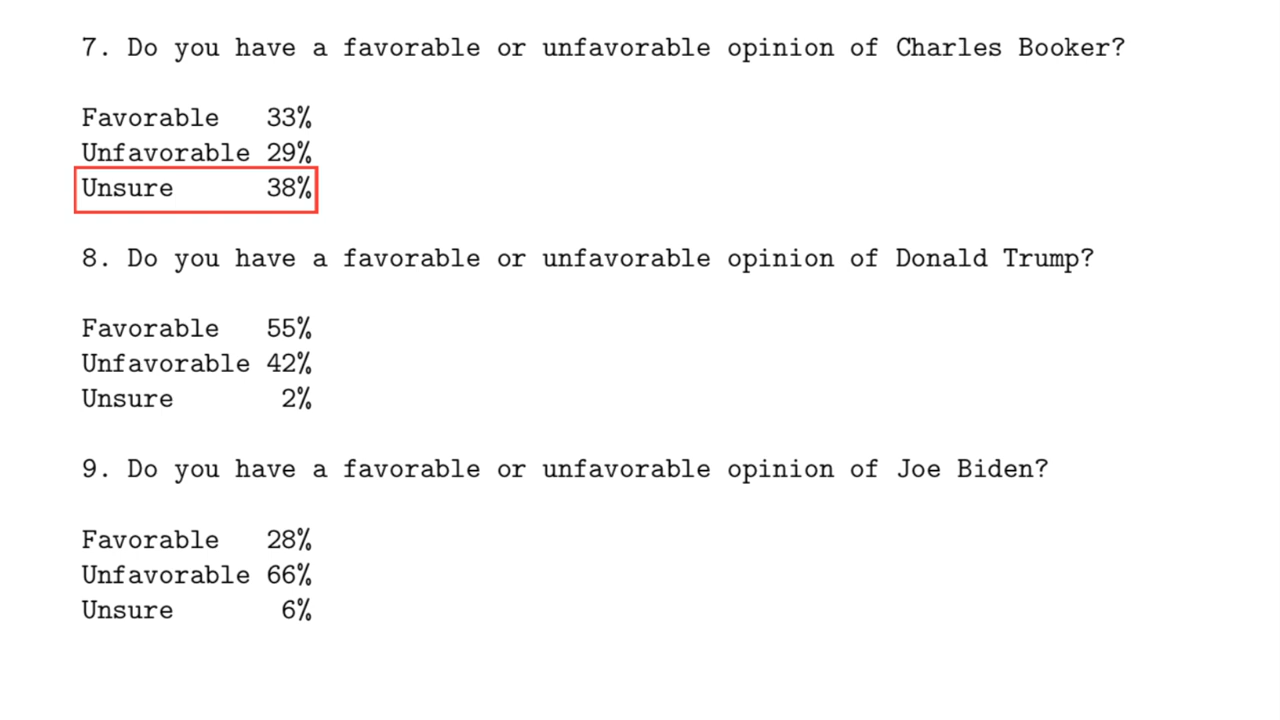 7. Do you have a favorable or unfavorable opinion of Charles Booker?
Favorable 33%
Unfavorable 29%
Unsure 38%
8. Do you have a favorable or unfavorable opinion of Donald Trump?
Favorable 55%
Unfavorable 42%
Unsure 2%
9. Do you have a favorable or unfavorable opinion of Joe Biden?
Favorable 28%
Unfavorable 66%
Unsure 6%